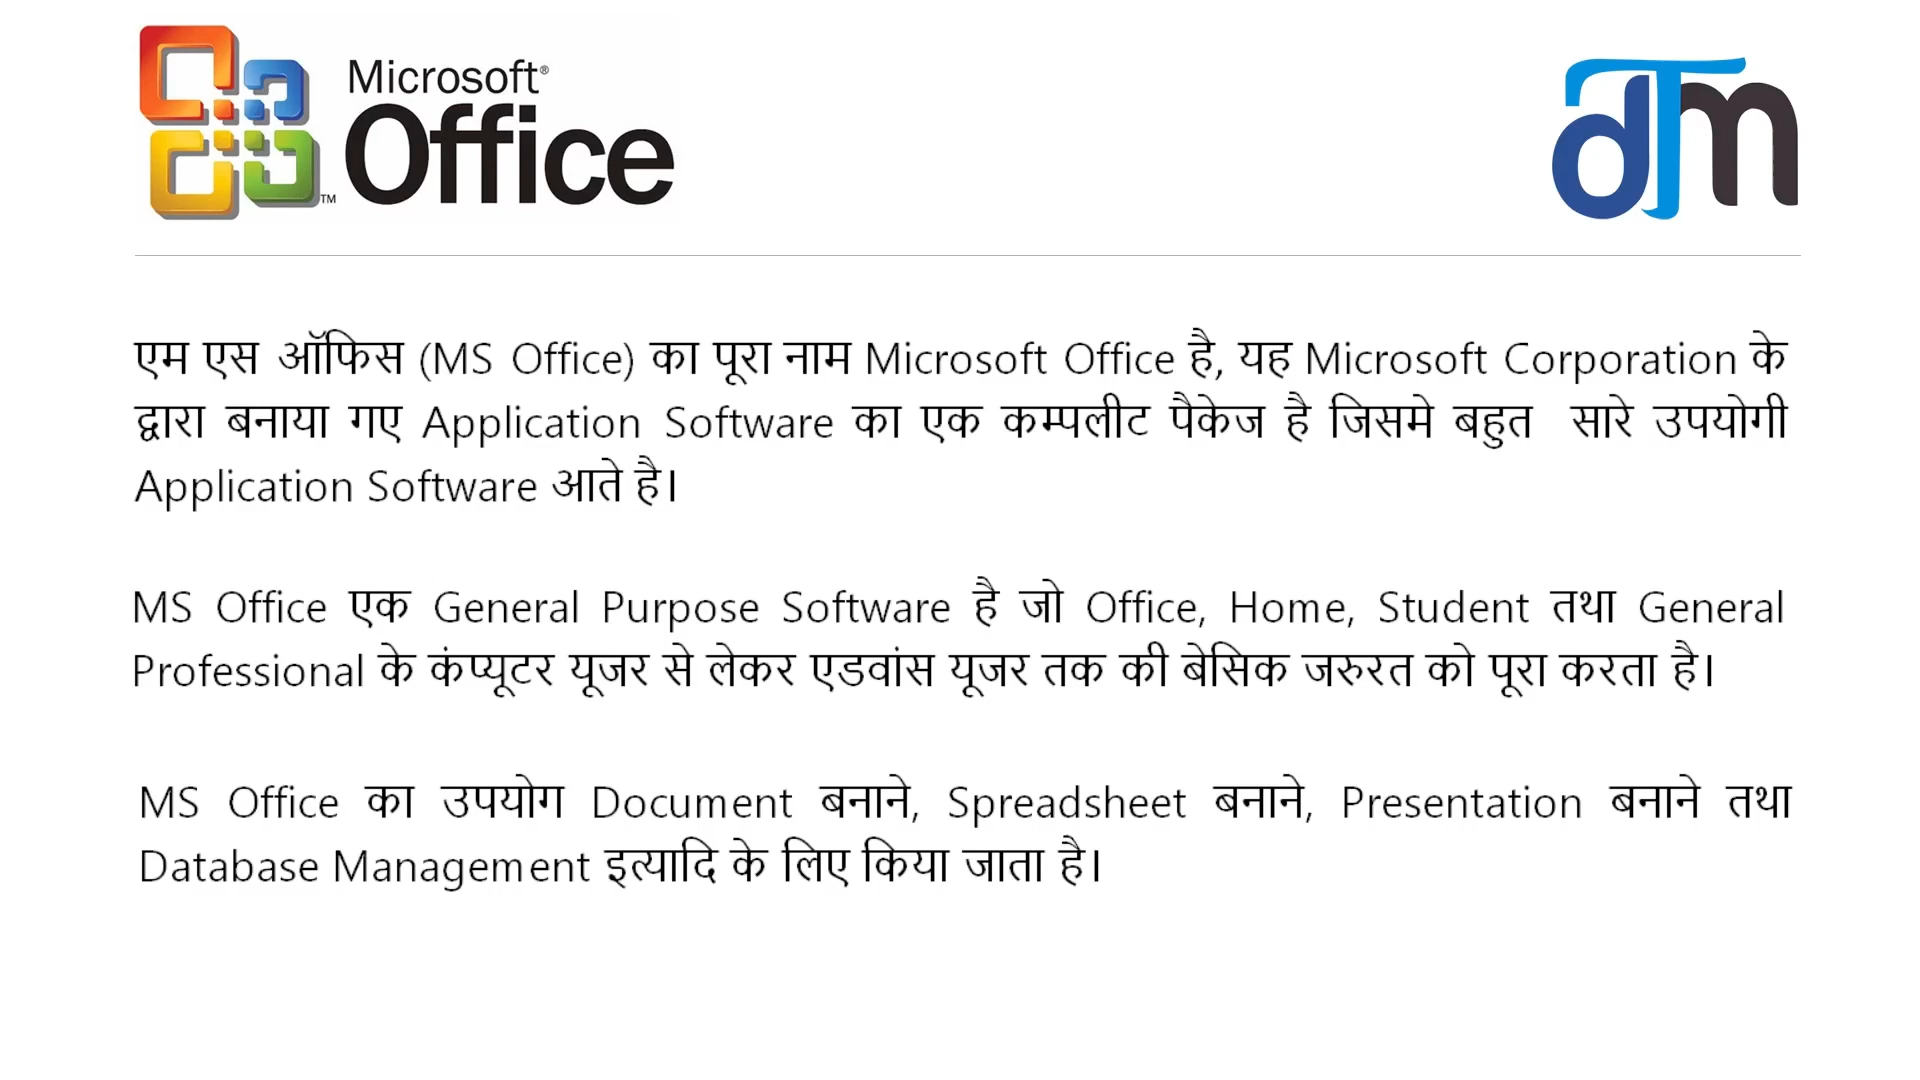 Microsoft®
Office™
dTm
एम एस ऑफिस (MS Office) का पूरा नाम Microsoft Office है, यह Microsoft Corporation के
द्वारा बनाया गए Application Software का एक कम्पलीट पैकेज है जिसमे बहुत सारे उपयोगी
Application Software आते है।
MS Office एक General Purpose Software है जो Office, Home, Student तथा General
Professional के कंप्यूटर यूजर से लेकर एडवांस यूजर तक की बेसिक जरुरत को पूरा करता है।
MS Office का उपयोग Document बनाने, Spreadsheet बनाने, Presentation बनाने तथा
Database Management इत्यादि के लिए किया जाता है।